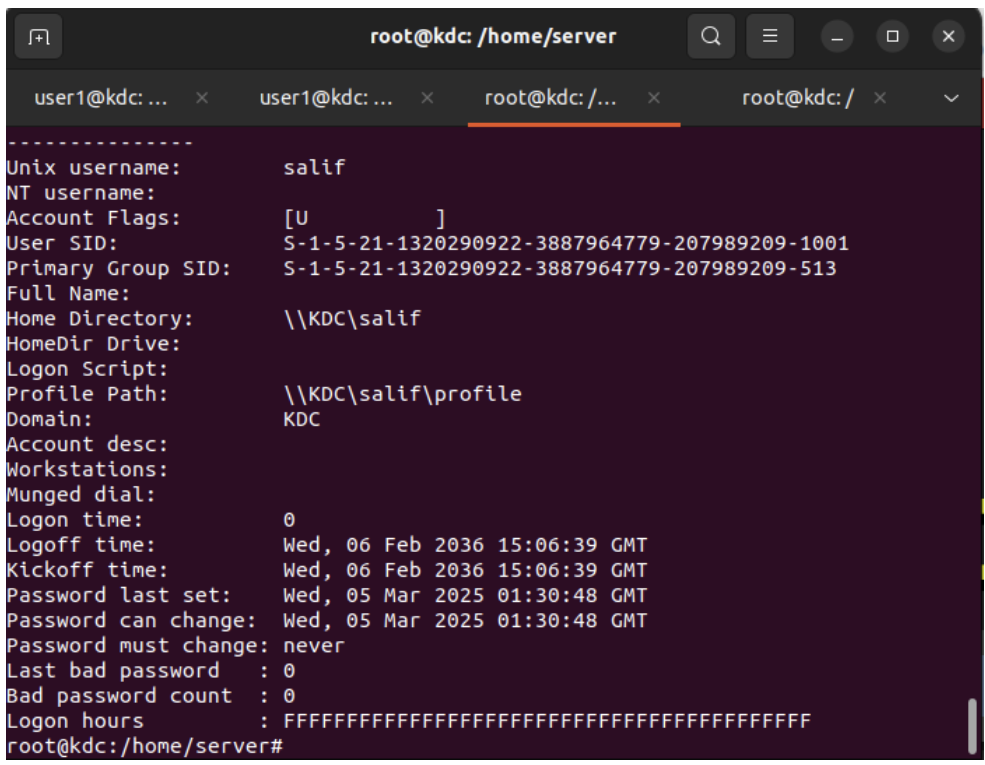 root@kdc: /home/server
user1@kdc: ...
user1@kdc: ...
root@kdc: /...
root@kdc: /
---------------
Unix username:        salif
NT username:
Account Flags:        [U          ]
User SID:             S-1-5-21-1320290922-3887964779-207989209-1001
Primary Group SID:    S-1-5-21-1320290922-3887964779-207989209-513
Full Name:
Home Directory:       \\KDC\salif
HomeDir Drive:
Logon Script:
Profile Path:         \\KDC\salif\profile
Domain:               KDC
Account desc:
Workstations:
Munged dial:
Logon time:           0
Logoff time:          Wed, 06 Feb 2036 15:06:39 GMT
Kickoff time:         Wed, 06 Feb 2036 15:06:39 GMT
Password last set:    Wed, 05 Mar 2025 01:30:48 GMT
Password can change:  Wed, 05 Mar 2025 01:30:48 GMT
Password must change: never
Last bad password   : 0
Bad password count  : 0
Logon hours         : FFFFFFFFFFFFFFFFFFFFFFFFFFFFFFFFFFFFFFFFFF
root@kdc:/home/server#